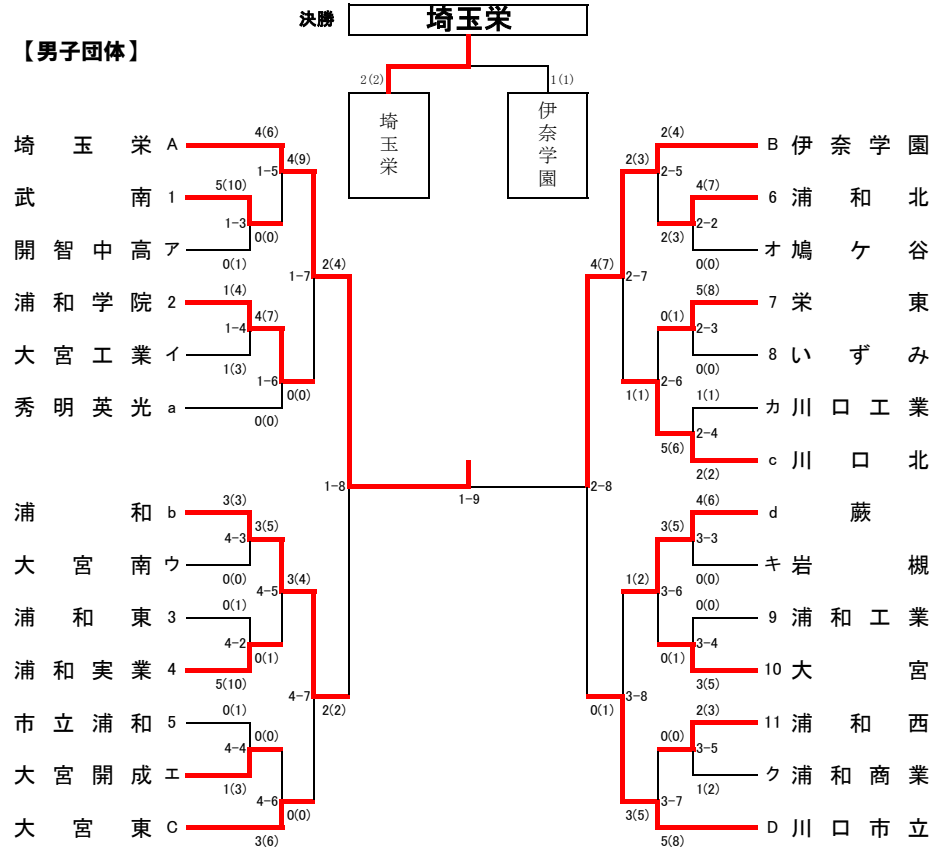 決勝
埼玉栄
【男子団体】
2(2)
1(1)
埼玉栄
伊奈学園
4(6)
埼玉栄 A
4(9)
1-5
5(10)
武南 1
1-3
0(0)
開智中高 ア
0(1)
1-7
2(4)
1(4)
浦和学院 2
4(7)
1-4
大宮工業 イ
1(3)
1-6
0(0)
秀明英光 a
0(0)
1-8
3(3)
浦和 b
3(5)
4-3
大宮南 ウ
0(0)
4-5
3(4)
0(1)
浦和東 3
4-2
0(1)
浦和実業 4
5(10)
4-7
2(2)
0(1)
市立浦和 5
0(0)
4-4
大宮開成 エ
1(3)
4-6
0(0)
大宮東 C
3(6)
1-9
2(4)
B 伊奈学園
2(3)
2-5
4(7)
6 浦和北
2-2
2(3)
オ 鳩ケ谷
0(0)
4(7)
2-7
5(8)
7 栄東
0(1)
2-3
8 いずみ
0(0)
2-6
1(1)
1(1)
カ 川口工業
2-4
5(6)
c 川口北
2(2)
2-8
4(6)
d 蕨
3(5)
3-3
キ 岩槻
0(0)
1(2)
3-6
0(0)
9 浦和工業
3-4
0(1)
10 大宮
3(5)
3-8
0(1)
2(3)
11 浦和西
0(0)
3-5
ク 浦和商業
1(2)
3-7
3(5)
D 川口市立
5(8)